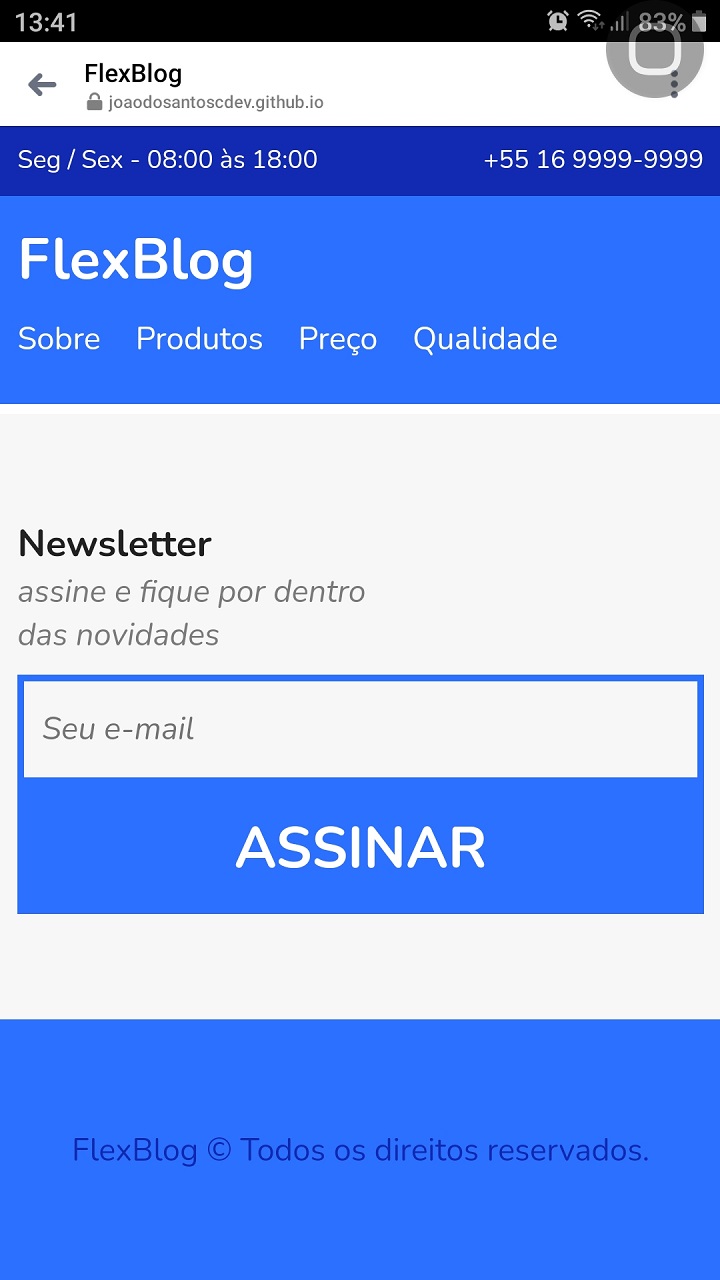 13:41 83%
FlexBlog
joaodosantoscdev.github.io
Seg / Sex - 08:00 às 18:00 +55 16 9999-9999
FlexBlog
Sobre Produtos Preço Qualidade
Newsletter
assine e fique por dentro
das novidades
Seu e-mail
ASSINAR
FlexBlog © Todos os direitos reservados.